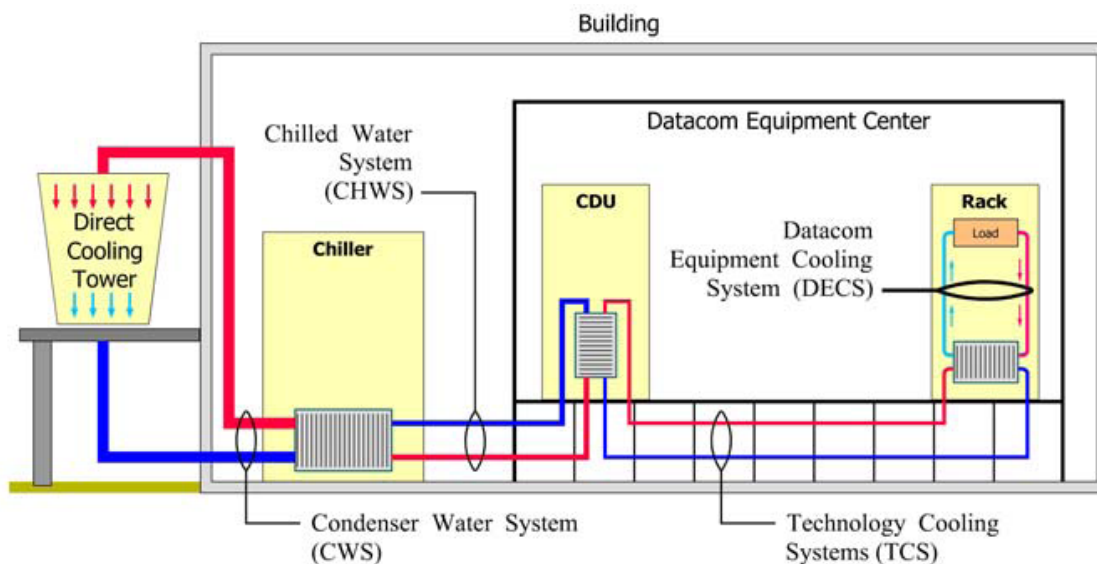 Building
Datacom Equipment Center
Chilled Water
System
(CHWS)
Direct
Cooling
Tower
Chiller
CDU
Rack
Load
Datacom
Equipment Cooling
System (DECS)
Condenser Water System
(CWS)
Technology Cooling
Systems (TCS)